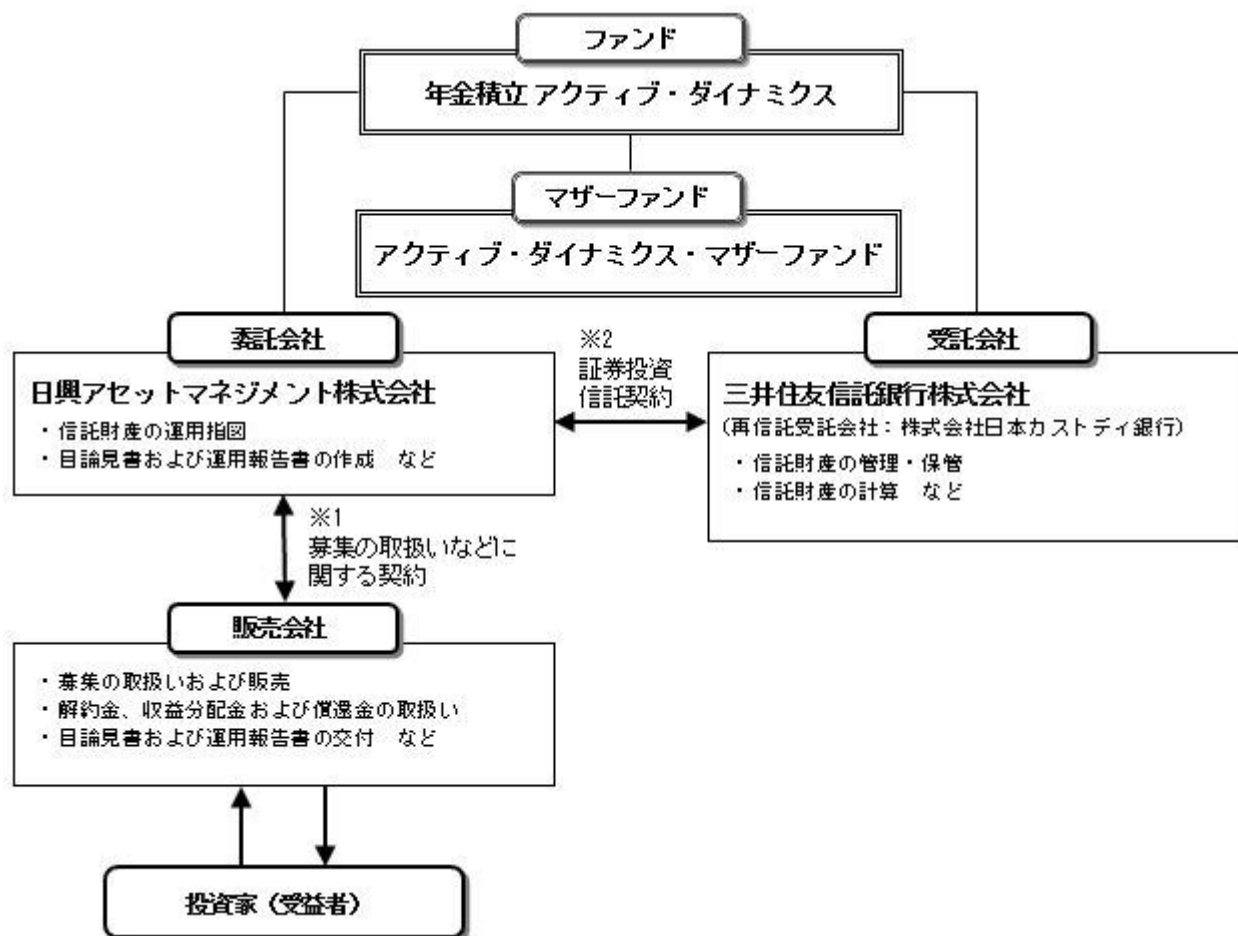 ファンド
年金積立 アクティブ・ダイナミクス
マザーファンド
アクティブ・ダイナミクス・マザーファンド
委託会社
日興アセットマネジメント株式会社
・信託財産の運用指図
・目論見書および運用報告書の作成　など
※2
証券投資
信託契約
受託会社
三井住友信託銀行株式会社
(再信託受託会社：株式会社日本カストディ銀行)
・信託財産の管理・保管
・信託財産の計算　など
※1
募集の取扱いなどに
関する契約
販売会社
・募集の取扱いおよび販売
・解約金、収益分配金および償還金の取扱い
・目論見書および運用報告書の交付　など
投資家（受益者）